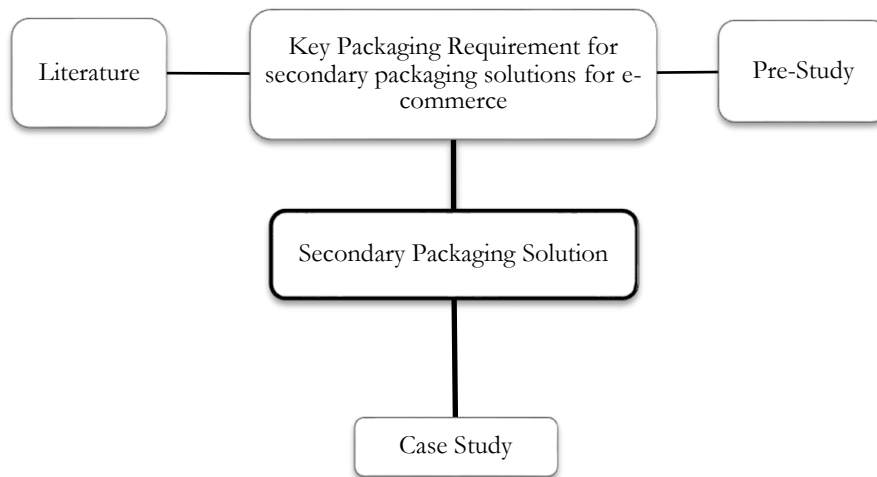 Literature
Key Packaging Requirement for
secondary packaging solutions for e-
commerce
Pre-Study
Secondary Packaging Solution
Case Study